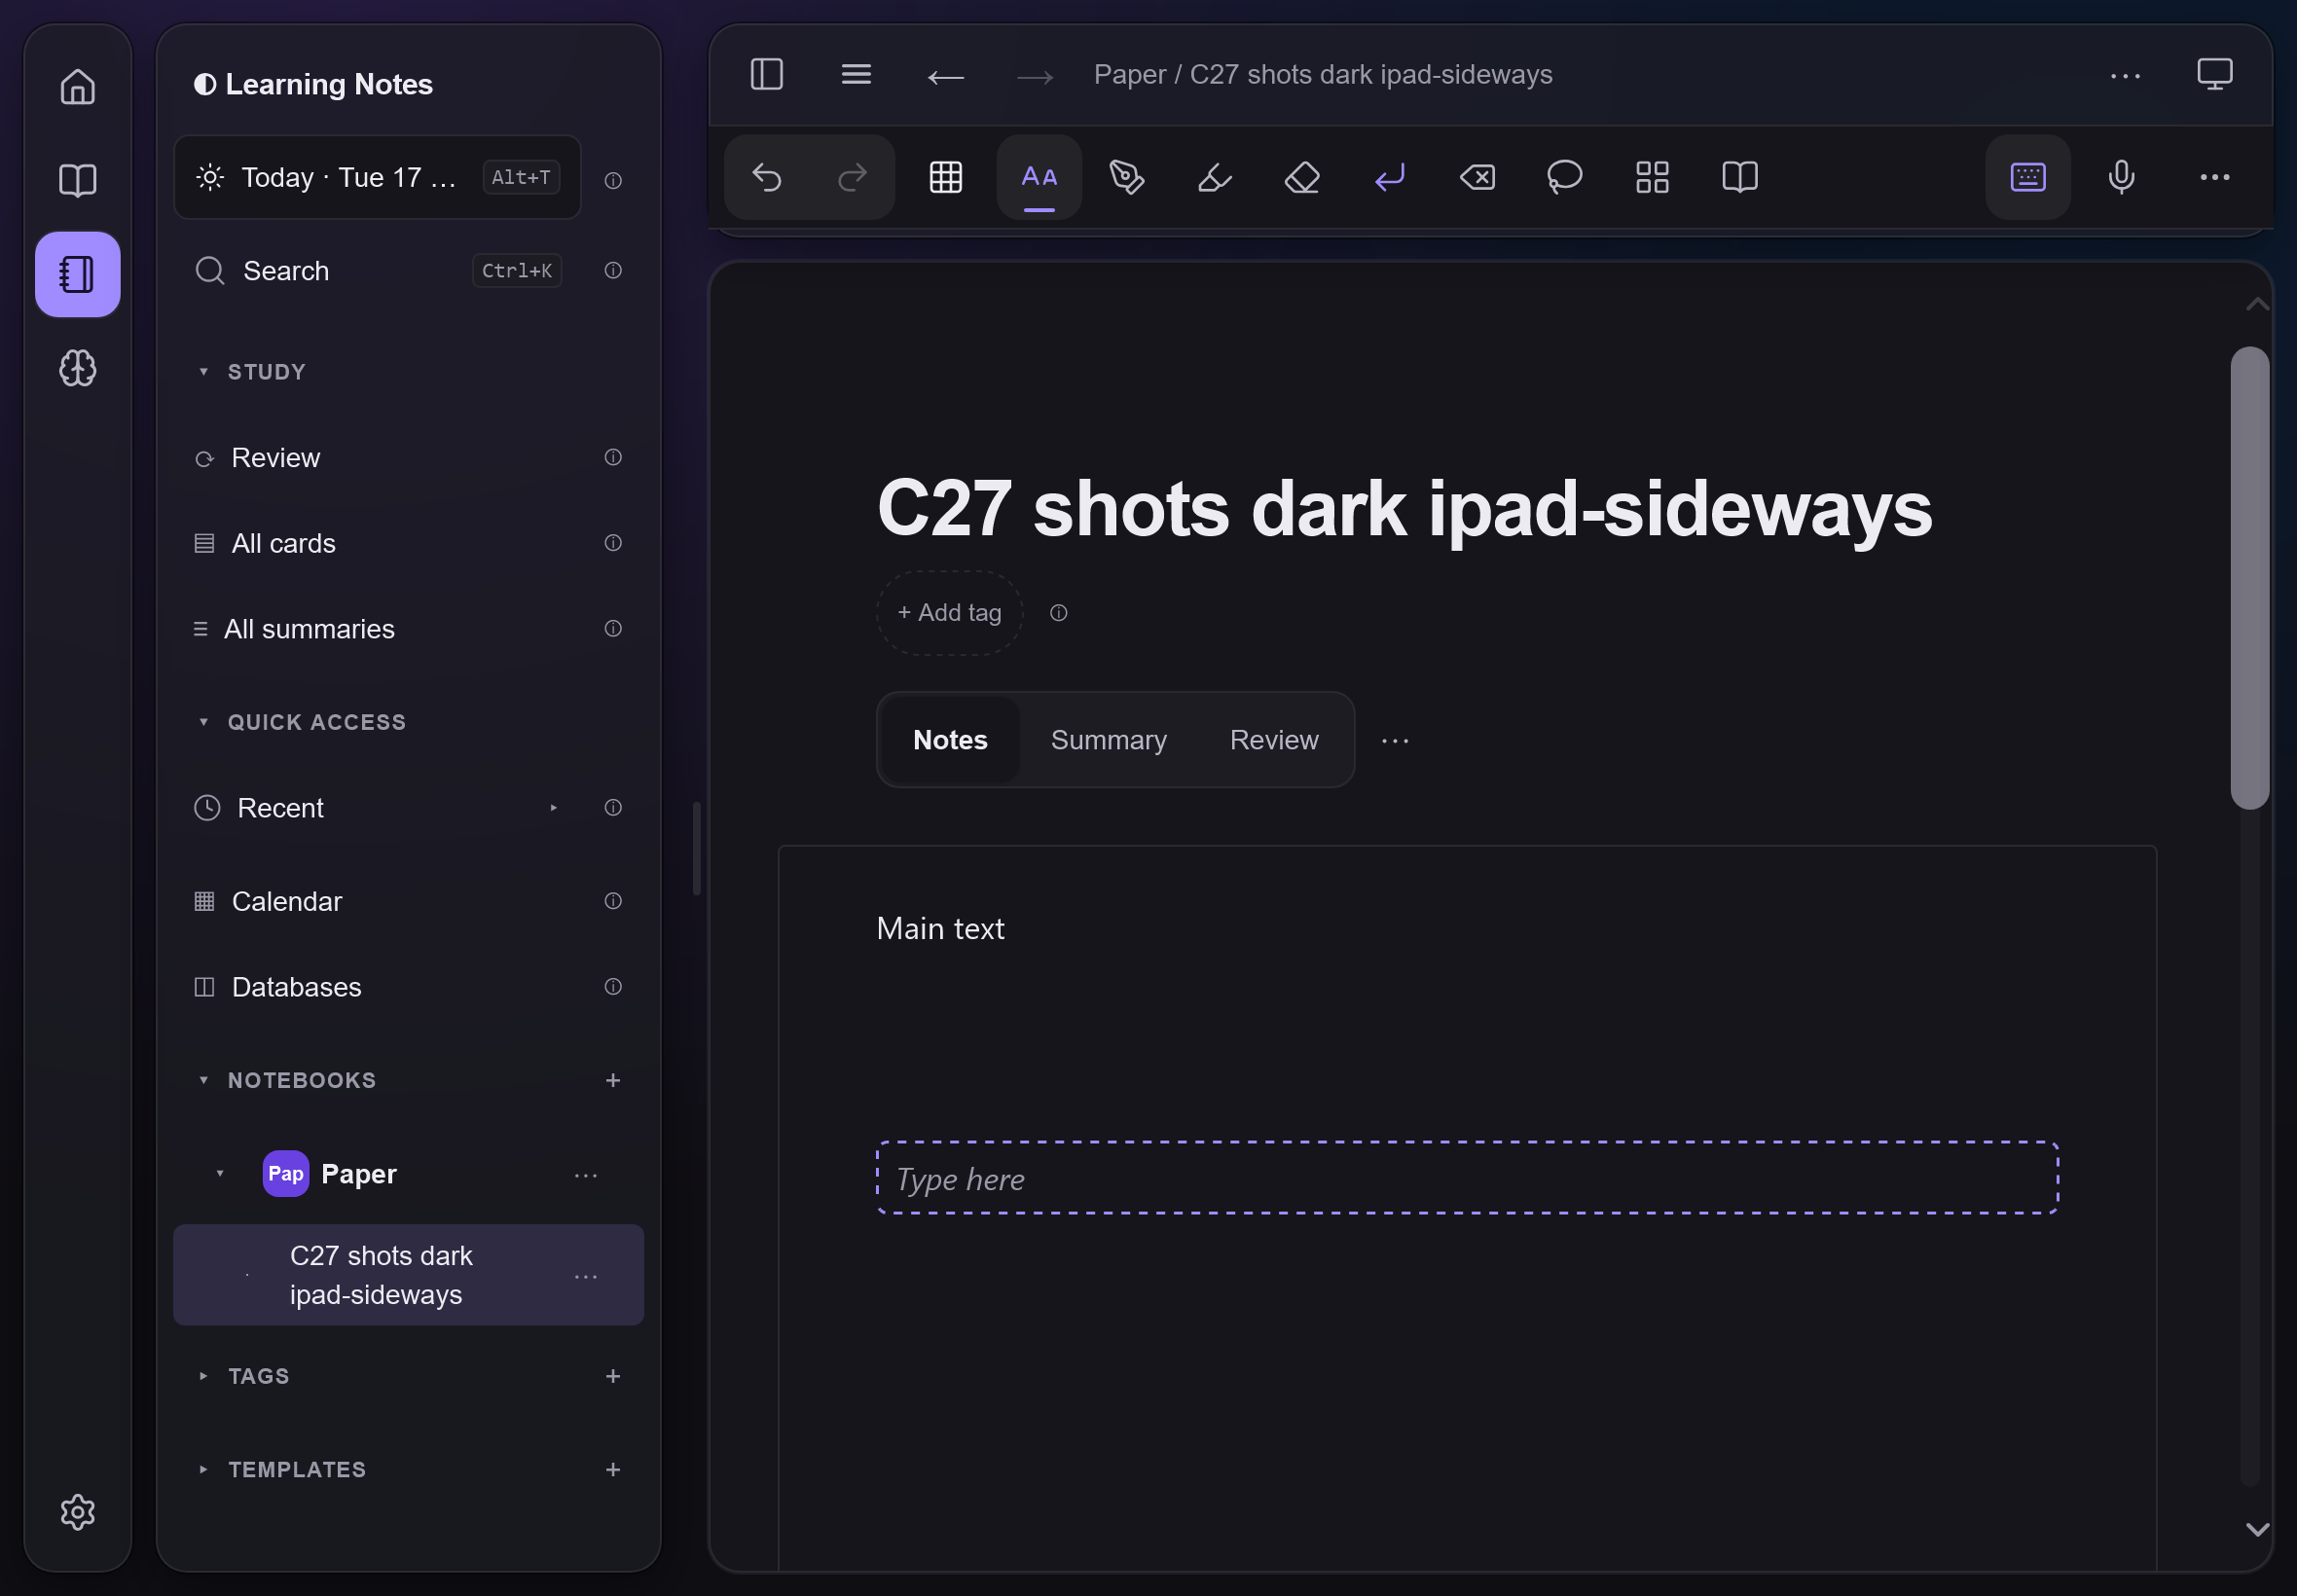 Learning Notes
Today · Tue 17 ... Alt+T
Search Ctrl+K
STUDY
Review
All cards
All summaries
QUICK ACCESS
Recent
Calendar
Databases
NOTEBOOKS +
Pap Paper ...
C27 shots dark
ipad-sideways ...
TAGS +
TEMPLATES +
Paper / C27 shots dark ipad-sideways ...
AA
C27 shots dark ipad-sideways
+ Add tag
Notes Summary Review ...
Main text
Type here